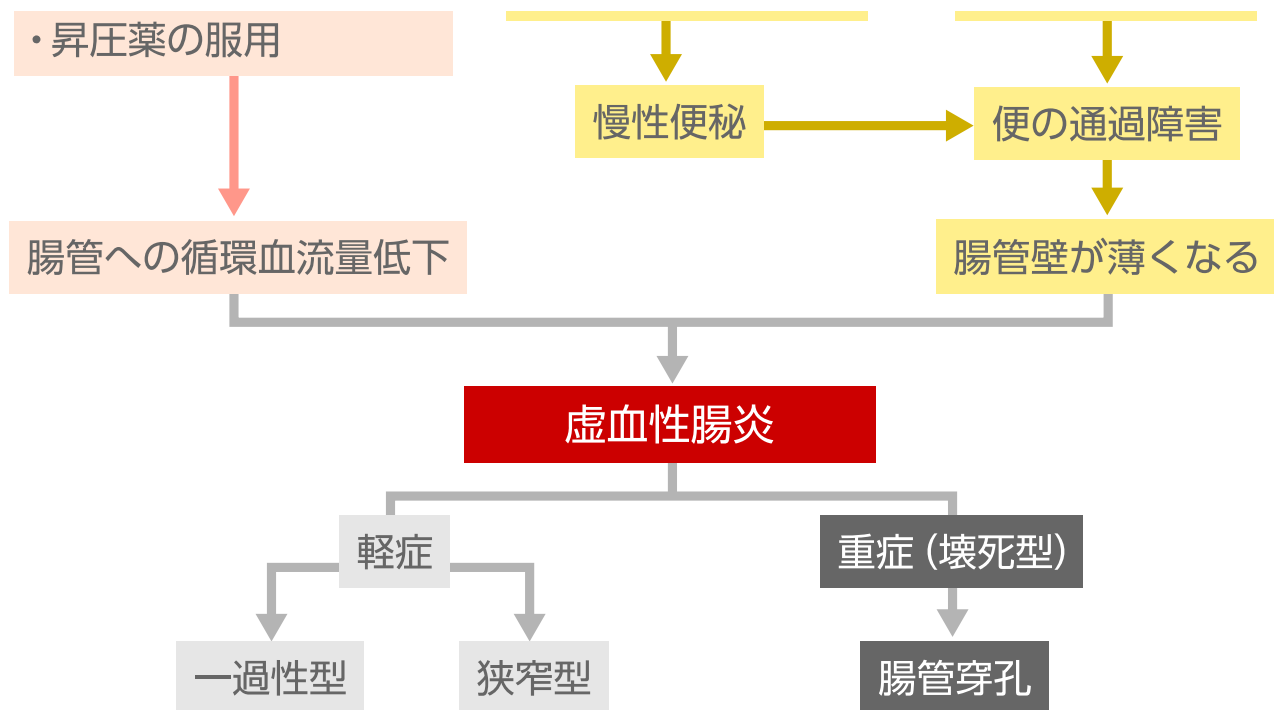 ・昇圧薬の服用
慢性便秘
便の通過障害
腸管への循環血流量低下
腸管壁が薄くなる
虚血性腸炎
軽症
重症（壊死型）
一過性型
狭窄型
腸管穿孔